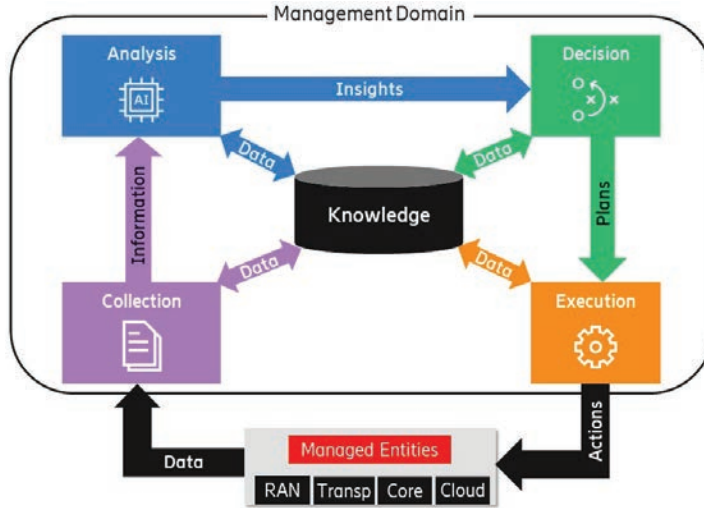 Management Domain
Analysis
AI
Insights
Decision
Data
Data
Information
Knowledge
Plans
Data
Data
Collection
Execution
Data
Actions
Managed Entities
RAN
Transp
Core
Cloud